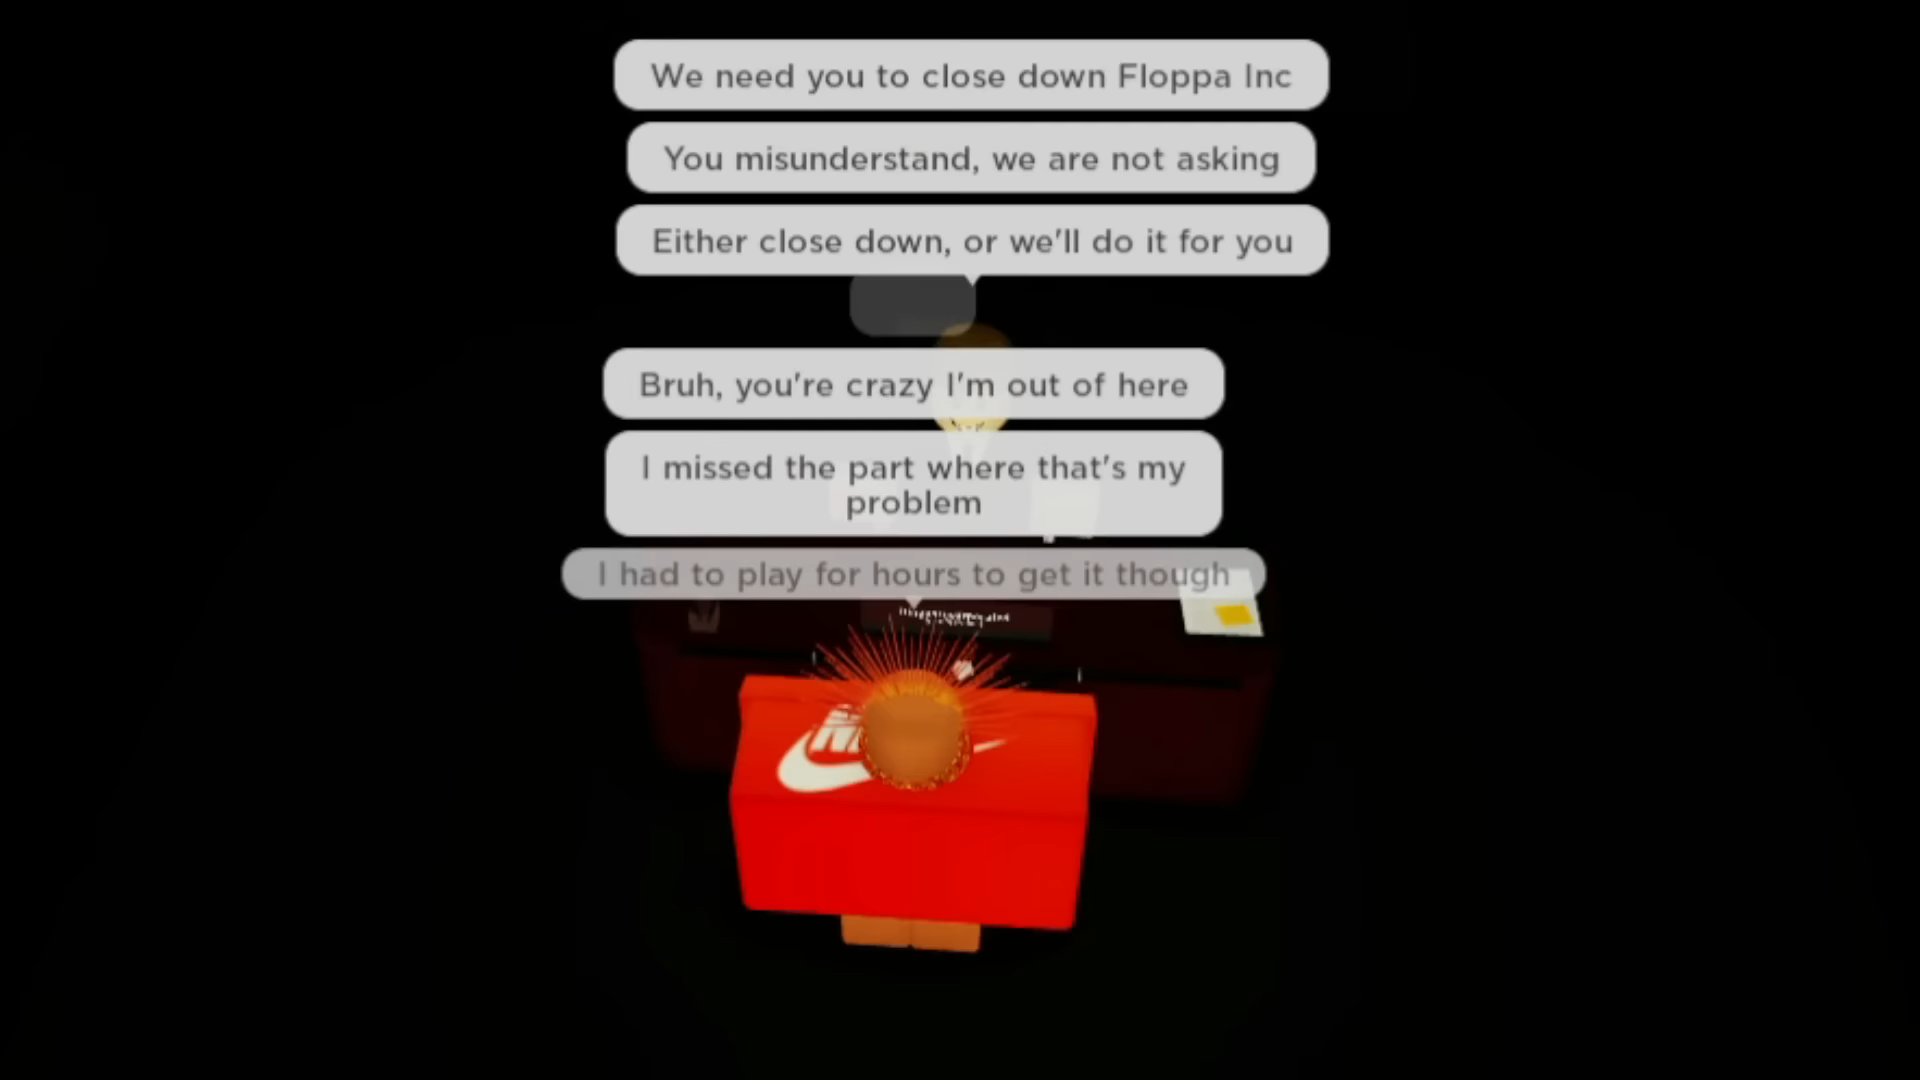 We need you to close down Floppa Inc
You misunderstand, we are not asking
Either close down, or we'll do it for you
Bruh, you're crazy I'm out of here
I missed the part where that's my
problem
I had to play for hours to get it though